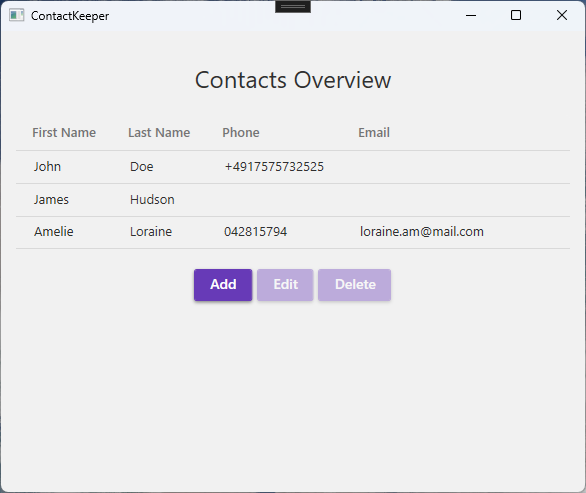 ContactKeeper
Contacts Overview
First Name Last Name Phone Email
John Doe +4917575732525
James Hudson
Amelie Loraine 042815794 loraine.am@mail.com
Add Edit Delete